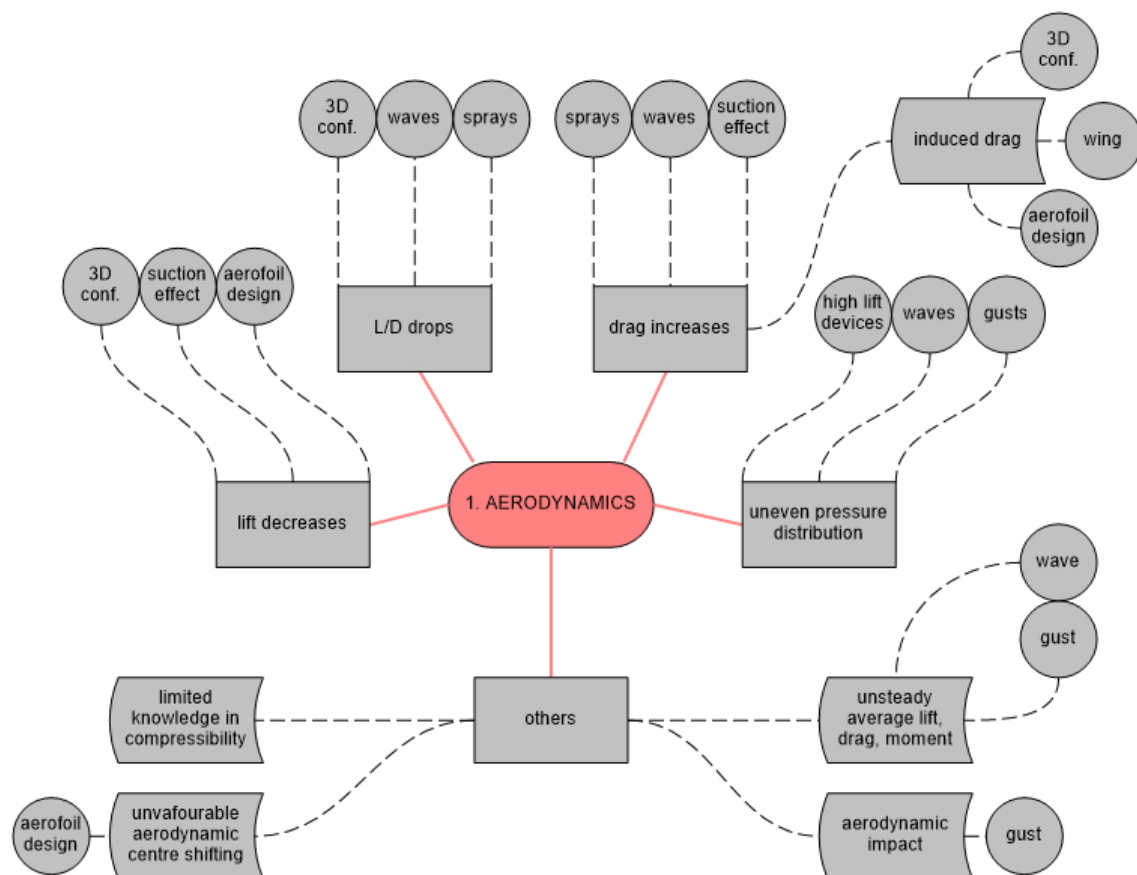 3D
conf.
3D
conf.
waves
sprays
sprays
waves
suction
effect
induced drag
wing
aerofoil
design
3D
conf.
suction
effect
aerofoil
design
L/D drops
drag increases
high lift
devices
waves
gusts
lift decreases
1. AERODYNAMICS
uneven pressure
distribution
wave
gust
limited
knowledge in
compressibility
others
unsteady
average lift,
drag, moment
aerofoil
design
unvafourable
aerodynamic
centre shifting
aerodynamic
impact
gust